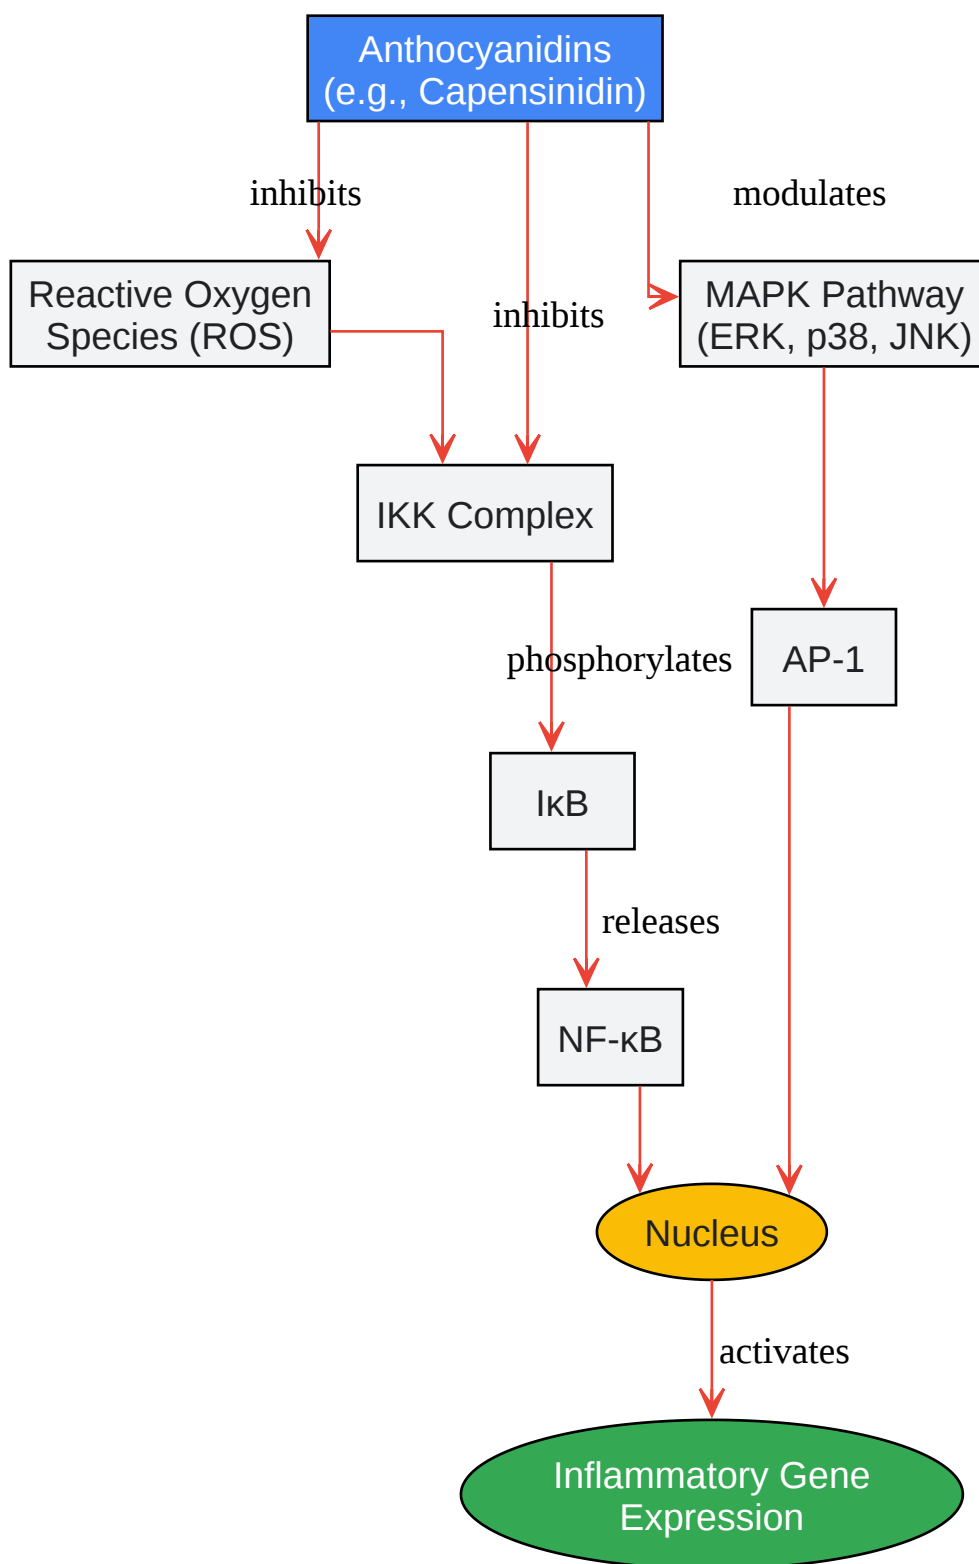 Anthocyanidins
(e.g., Capensinidin)
inhibits
modulates
Reactive Oxygen
Species (ROS)
inhibits
MAPK Pathway
(ERK, p38, JNK)
IKK Complex
phosphorylates
AP-1
IκB
releases
NF-κB
Nucleus
activates
Inflammatory Gene
Expression